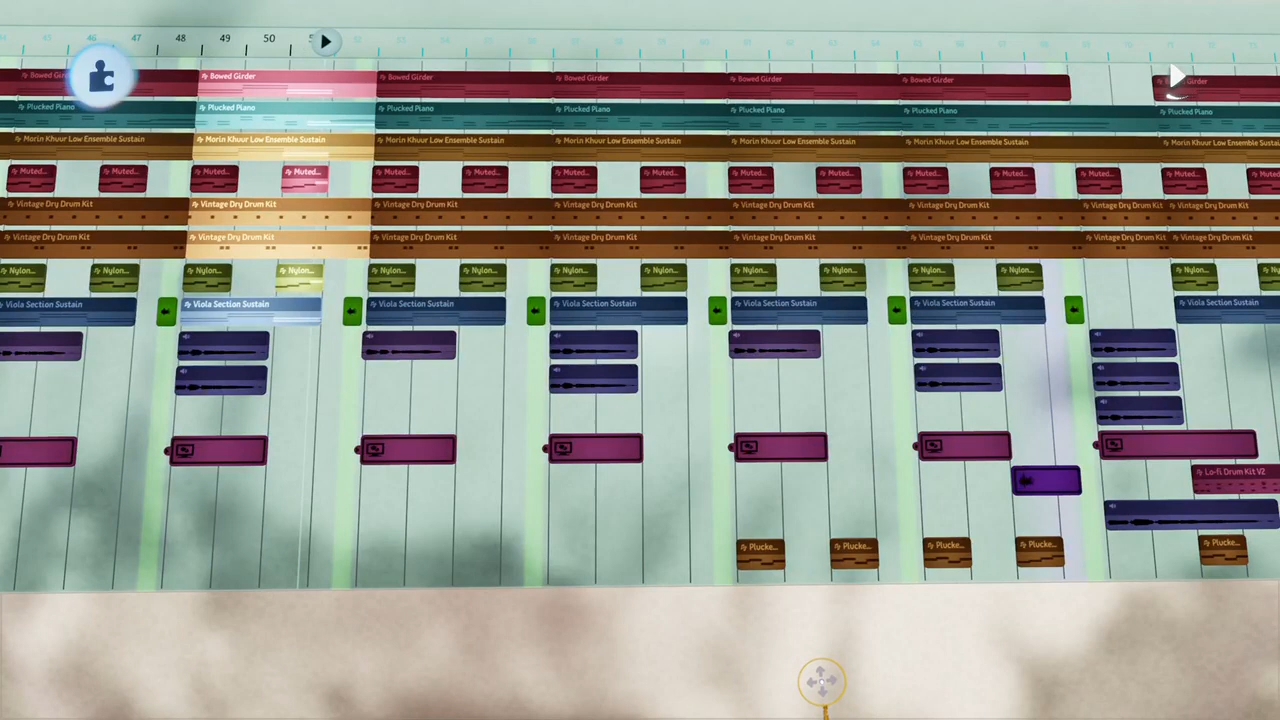 45 46 47 48 49 50
Bowed Girder Bowed Girder Bowed Girder Bowed Girder Bowed Girder Girder
Plucked Piano Plucked Piano Plucked Piano Plucked Piano Plucked Piano Plucked Piano Plucked Piano
Morin Khuur Low Ensemble Sustain Morin Khuur Low Ensemble Sustain Morin Khuur Low Ensemble Sustain Morin Khuur Low Ensemble Sustain Morin Khuur Low Ensemble Sustain Morin Khuur Low Ensemble Sustain Morin Khuur Low Ensemble Sustain
Muted... Muted... Muted... Muted... Muted... Muted... Muted... Muted... Muted... Muted... Muted... Muted... Muted... Muted... Muted
Vintage Dry Drum Kit Vintage Dry Drum Kit Vintage Dry Drum Kit Vintage Dry Drum Kit Vintage Dry Drum Kit Vintage Dry Drum Kit Vintage Dry Drum Kit Vintage Dry Drum Kit
Vintage Dry Drum Kit Vintage Dry Drum Kit Vintage Dry Drum Kit Vintage Dry Drum Kit Vintage Dry Drum Kit Vintage Dry Drum Kit Vintage Dry Drum Kit Vintage Dry Drum Kit
Nylon... Nylon... Nylon... Nylon... Nylon... Nylon... Nylon... Nylon... Nylon... Nylon... Nylon... Nylon... Nylon... Nylon
Viola Section Sustain Viola Section Sustain Viola Section Sustain Viola Section Sustain Viola Section Sustain Viola Section Sustain Viola Section Sustain
Lo-fi Drum Kit V2
Plucke... Plucke... Plucke... Plucke... Plucke...